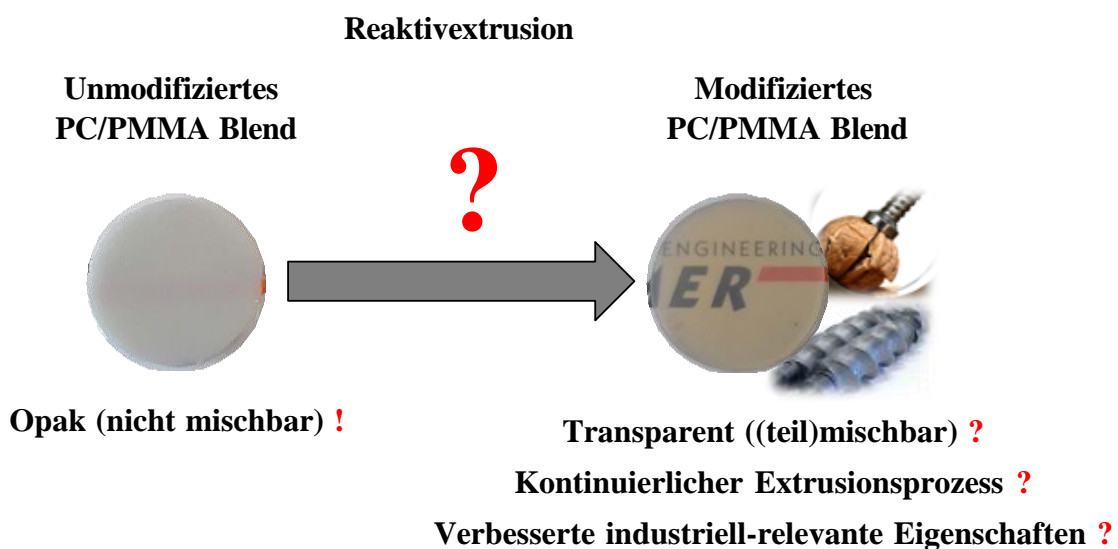 Reaktivextrusion
Unmodifiziertes
PC/PMMA Blend
Modifiziertes
PC/PMMA Blend
?
ENGINEERING
ER
Opak (nicht mischbar) !
Transparent ((teil)mischbar) ?
Kontinuierlicher Extrusionsprozess ?
Verbesserte industriell-relevante Eigenschaften ?